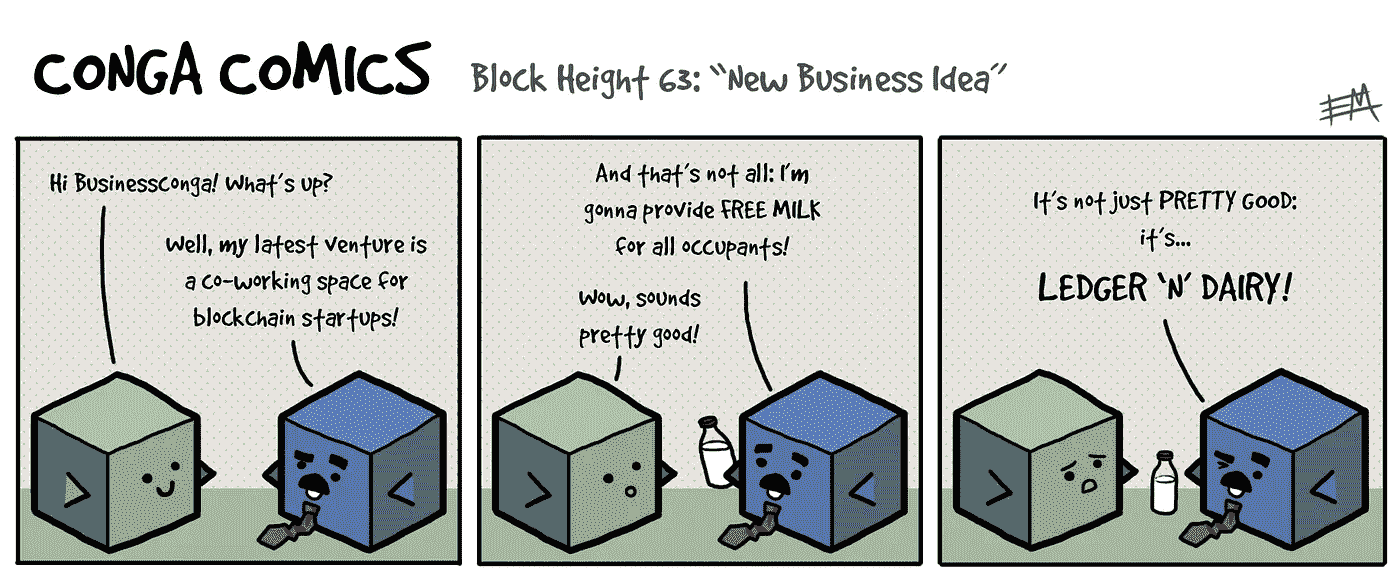 CONGA COMICS
Block Height 63: "New Business Idea"
EM
Hi BusinessConga! What's up?
Well, my latest venture is
a co-working space for
blockchain startups!
And that's not all: I'm
gonna provide FREE MILK
for all occupants!
Wow, sounds
pretty good!
It's not just PRETTY GOOD:
it's...
LEDGER 'N' DAIRY!